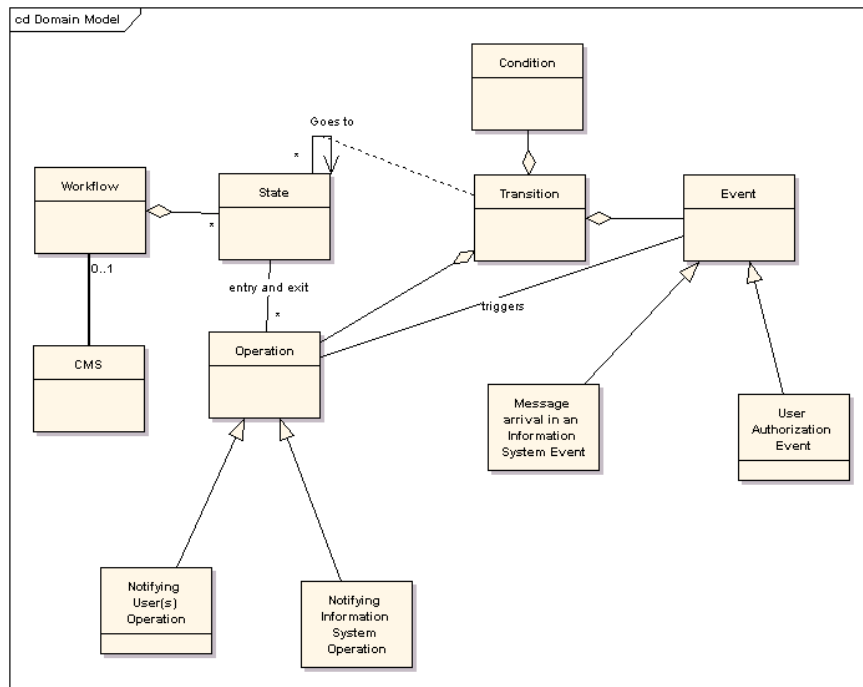 cd Domain Model
Condition
Goes to
*
Workflow
State
Transition
Event
*
0..1
entry and exit
*
triggers
CMS
Operation
Message
arrival in an
Information
System Event
User
Authorization
Event
Notifying
User(s)
Operation
Notifying
Information
System
Operation